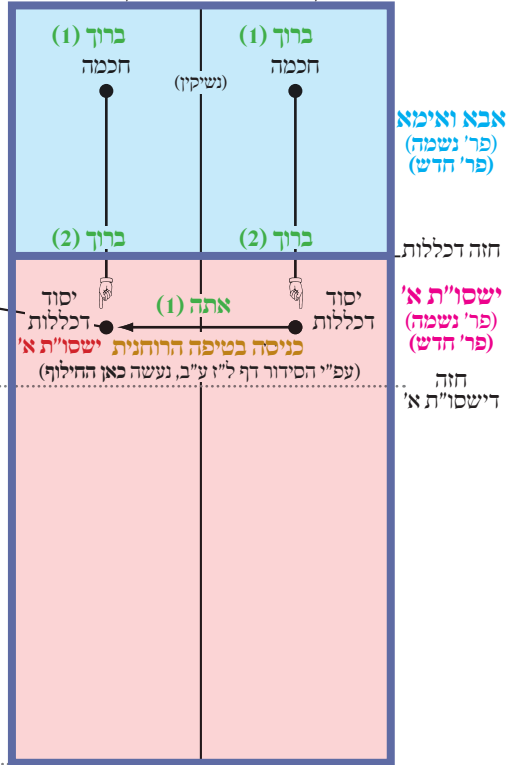 ברוך (1) ברוך (1)
חכמה חכמה
(נשיקין)
אבא ואימא
(פר' נשמה)
(פר' חדש)
ברוך (2) ברוך (2)
חזה דכללות
ישסו"ת א'
(פר' נשמה)
(פר' חדש)
יסוד
דכללות
אתה (1)
יסוד
דכללות
כניסה בטיפה הרוחנית ישסו"ת א'
(עפ"י הסידור דף ל"ז ע"ב, נעשה כאן החילוף)
חזה
דישסו"ת א'